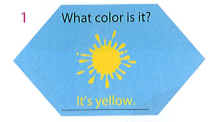 1
What color is it?
It's yellow.